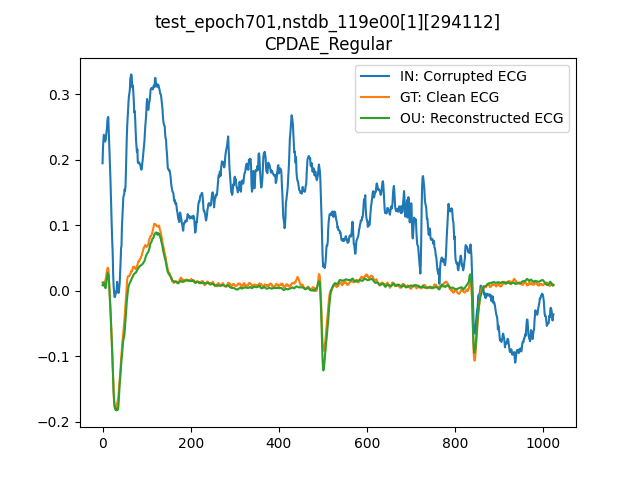 test_epoch701,nstdb_119e00[1][294112]
CPDAE_Regular
IN: Corrupted ECG
GT: Clean ECG
OU: Reconstructed ECG
0.3
0.2
0.1
0.0
−0.1
−0.2
0 200 400 600 800 1000